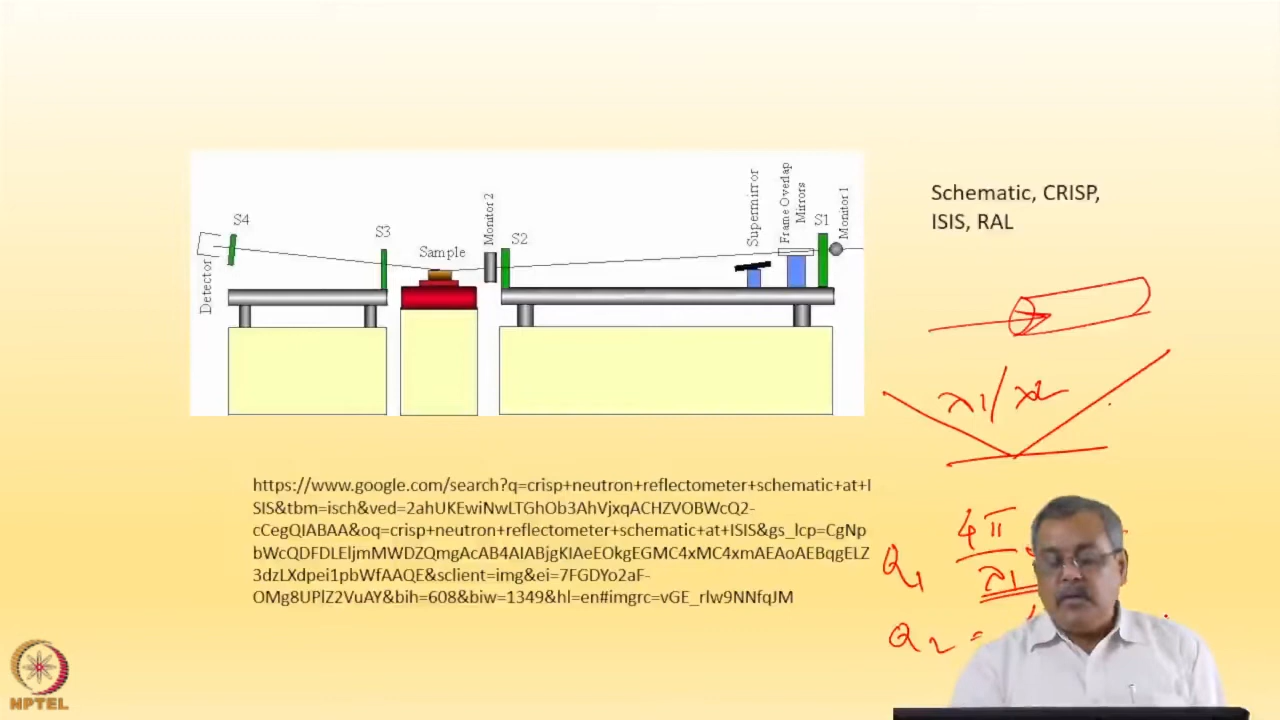 S4
Detector
S3
Sample
Monitor 2
S2
Supermirror
Frame Overlap
Mirrors
S1
Monitor 1
Schematic, CRISP,
ISIS, RAL
λ1/λ2
Q1 4π
λ1
Q2 =
https://www.google.com/search?q=crisp+neutron+reflectometer+schematic+at+I
SIS&tbm=isch&ved=2ahUKEwiNwLTGhOb3AhVjxqACHZVOBWcQ2-
cCegQIABAA&oq=crisp+neutron+reflectometer+schematic+at+ISIS&gs_lcp=CgNp
bWcQDFDLEljmMWDZQmgAcAB4AIABjgKIAeEOkgEGMC4xMC4xmAEAoAEBqgELZ
3dzLXdpei1pbWfAAQE&sclient=img&ei=7FGDYo2aF-
OMg8UPlZ2VuAY&bih=608&biw=1349&hl=en#imgrc=vGE_rlw9NNfqJM
NPTEL